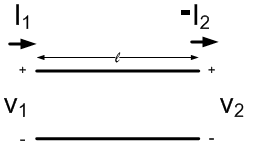 I1 -I2
+ ℓ +
v1 v2
- -